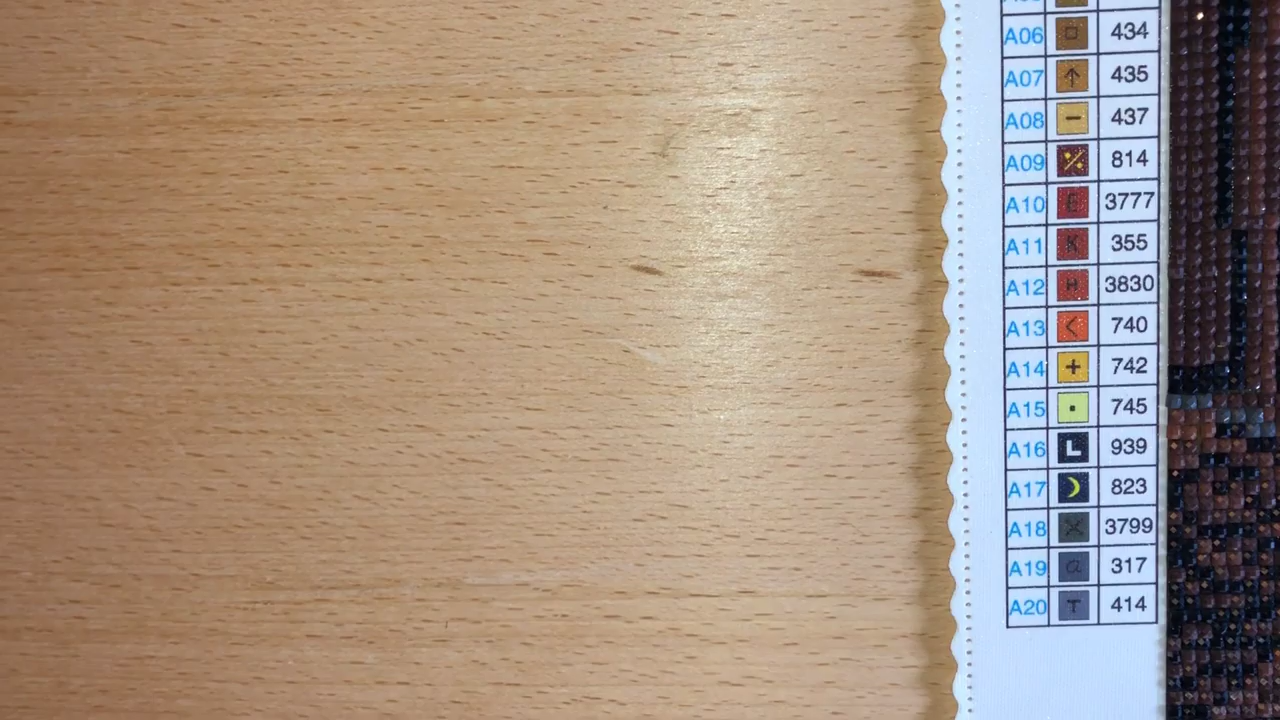 A06 434
A07 ↑ 435
A08 − 437
A09 814
A10 E 3777
A11 K 355
A12 H 3830
A13 < 740
A14 + 742
A15 ▪ 745
A16 L 939
A17 823
A18 3799
A19 a 317
A20 T 414